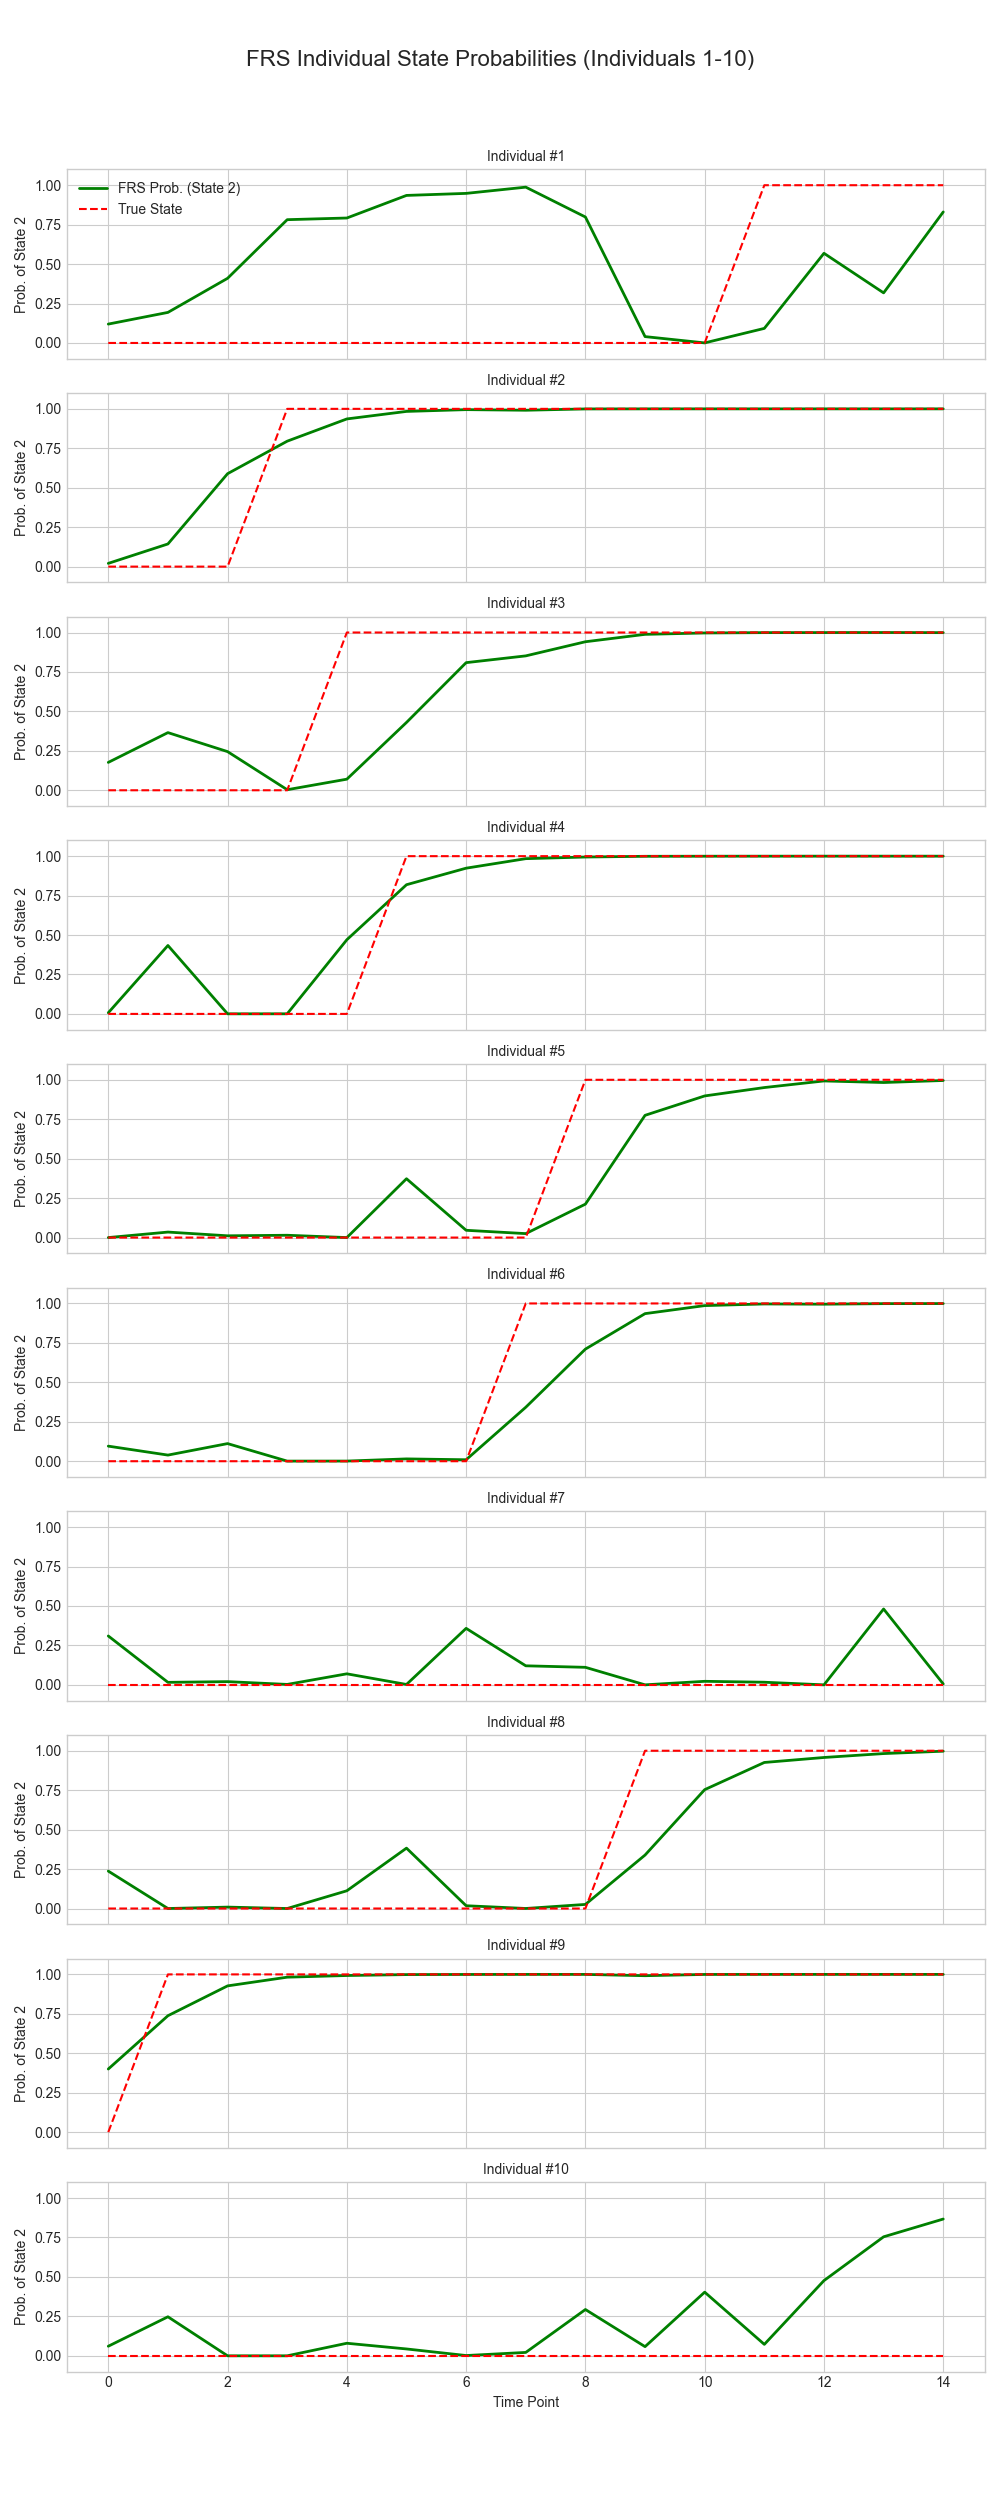 FRS Individual State Probabilities (Individuals 1-10)
Individual #1
FRS Prob. (State 2)
True State
Prob. of State 2
1.00
0.75
0.50
0.25
0.00
Individual #2
Prob. of State 2
1.00
0.75
0.50
0.25
0.00
Individual #3
Prob. of State 2
1.00
0.75
0.50
0.25
0.00
Individual #4
Prob. of State 2
1.00
0.75
0.50
0.25
0.00
Individual #5
Prob. of State 2
1.00
0.75
0.50
0.25
0.00
Individual #6
Prob. of State 2
1.00
0.75
0.50
0.25
0.00
Individual #7
Prob. of State 2
1.00
0.75
0.50
0.25
0.00
Individual #8
Prob. of State 2
1.00
0.75
0.50
0.25
0.00
Individual #9
Prob. of State 2
1.00
0.75
0.50
0.25
0.00
Individual #10
Prob. of State 2
1.00
0.75
0.50
0.25
0.00
0 2 4 6 8 10 12 14
Time Point